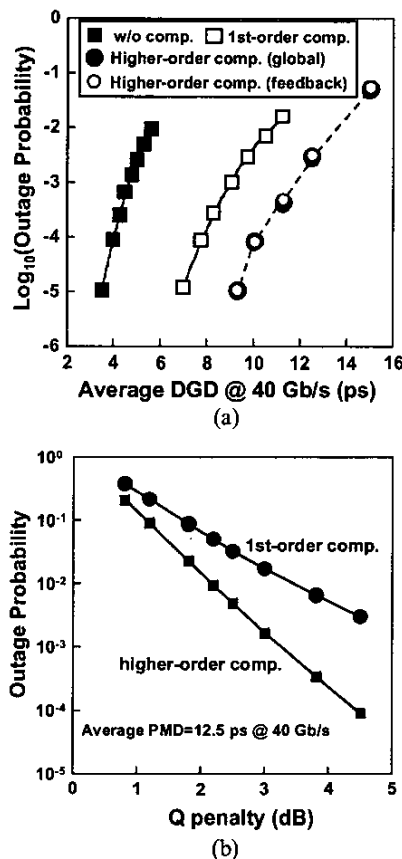 w/o comp. 1st-order comp.
Higher-order comp. (global)
Higher-order comp. (feedback)
0
-1
-2
-3
-4
-5
-6
Log10(Outage Probability)
2 4 6 8 10 12 14 16
Average DGD @ 40 Gb/s (ps)
(a)
10⁰
10⁻¹
10⁻²
10⁻³
10⁻⁴
10⁻⁵
Outage Probability
1st-order comp.
higher-order comp.
Average PMD=12.5 ps @ 40 Gb/s
0 1 2 3 4 5
Q penalty (dB)
(b)